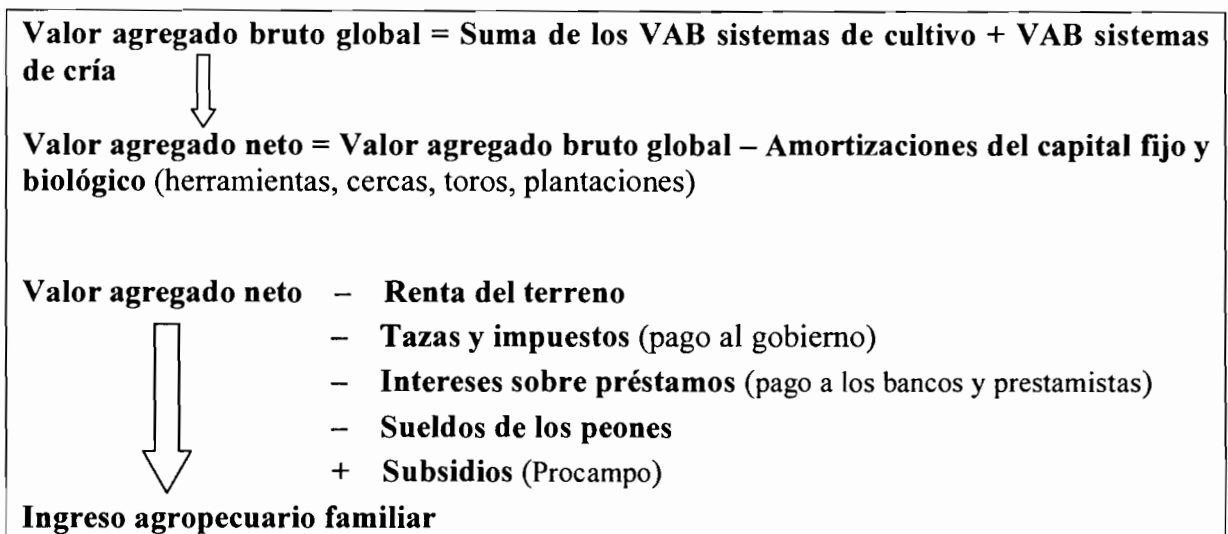 Valor agregado bruto global = Suma de los VAB sistemas de cultivo + VAB sistemas
de cría
Valor agregado neto = Valor agregado bruto global – Amortizaciones del capital fijo y
biológico (herramientas, cercas, toros, plantaciones)
Valor agregado neto – Renta del terreno
– Tazas y impuestos (pago al gobierno)
– Intereses sobre préstamos (pago a los bancos y prestamistas)
– Sueldos de los peones
+ Subsidios (Procampo)
Ingreso agropecuario familiar